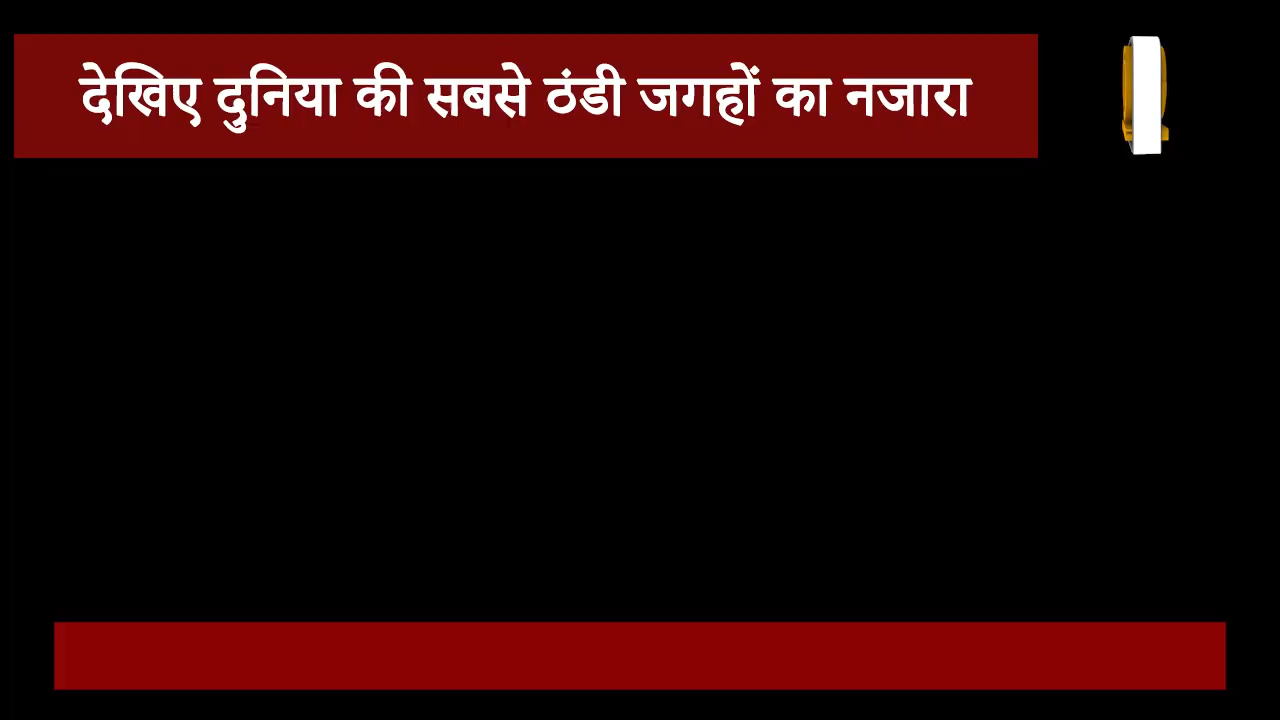 देखिए दुनिया की सबसे ठंडी जगहों का नजारा